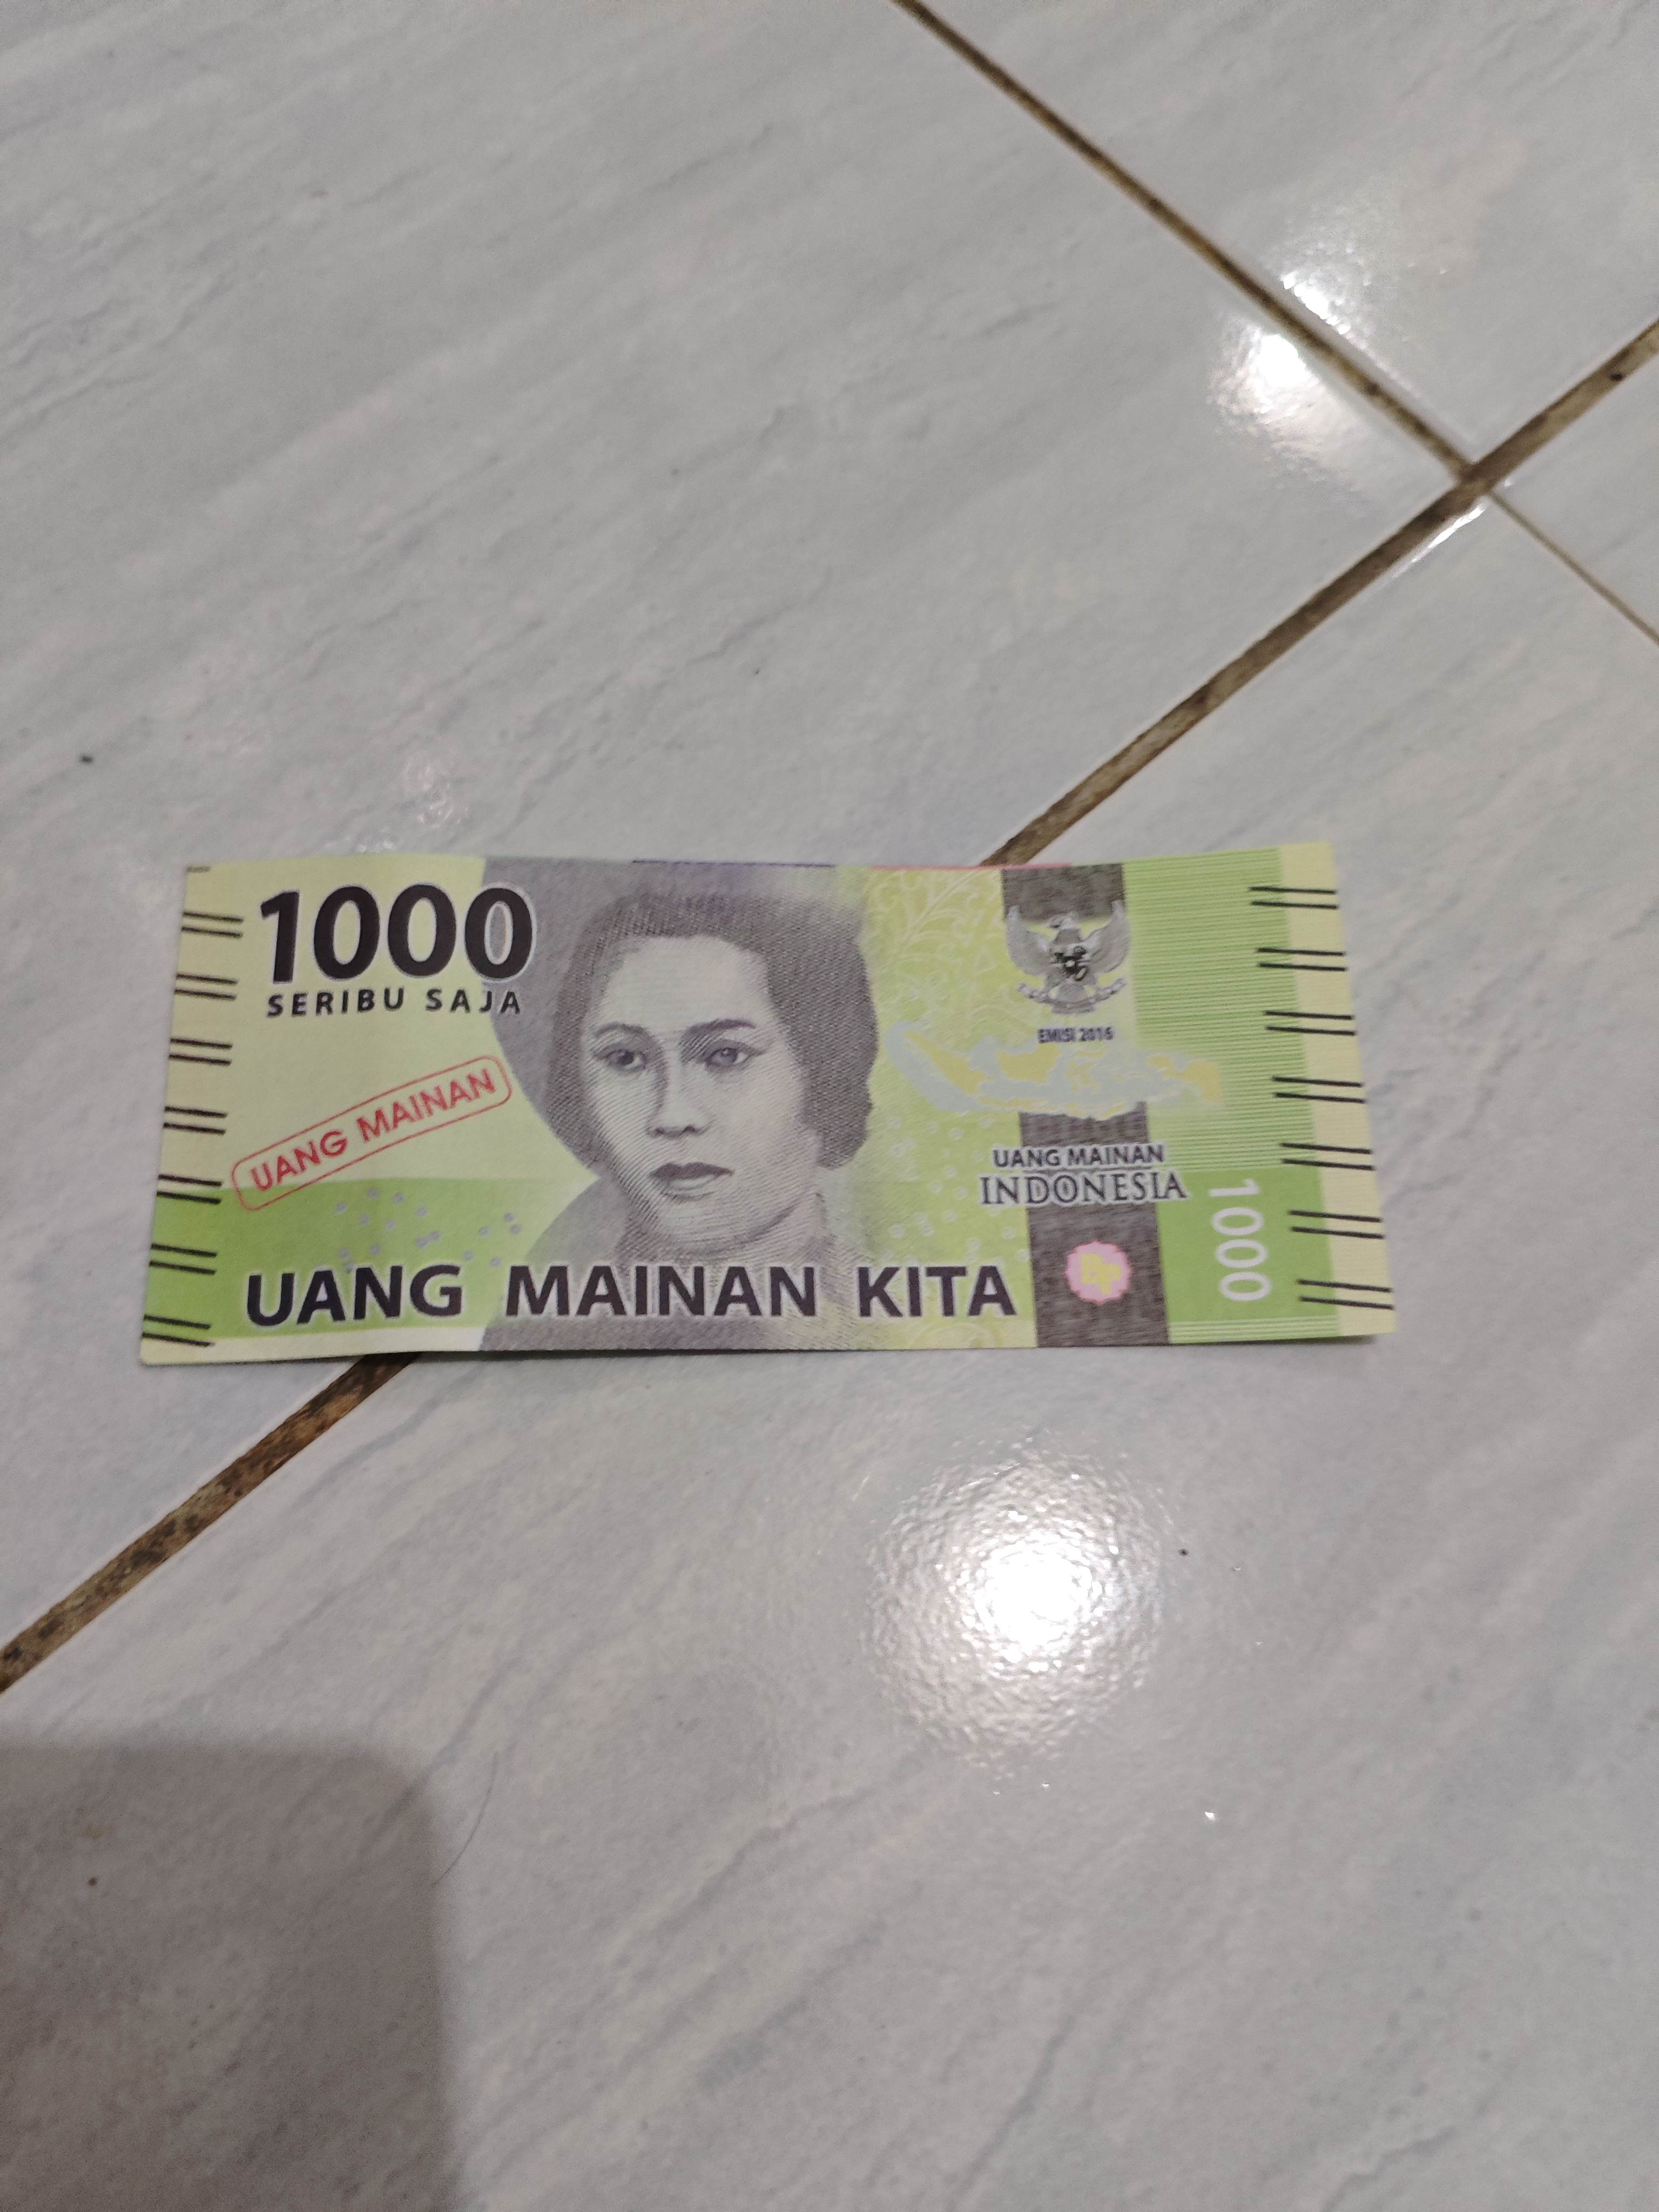 1000
SERIBU SAJA
UANG MAINAN
EMISI 2016
UANG MAINAN
INDONESIA
1000
UANG MAINAN KITA